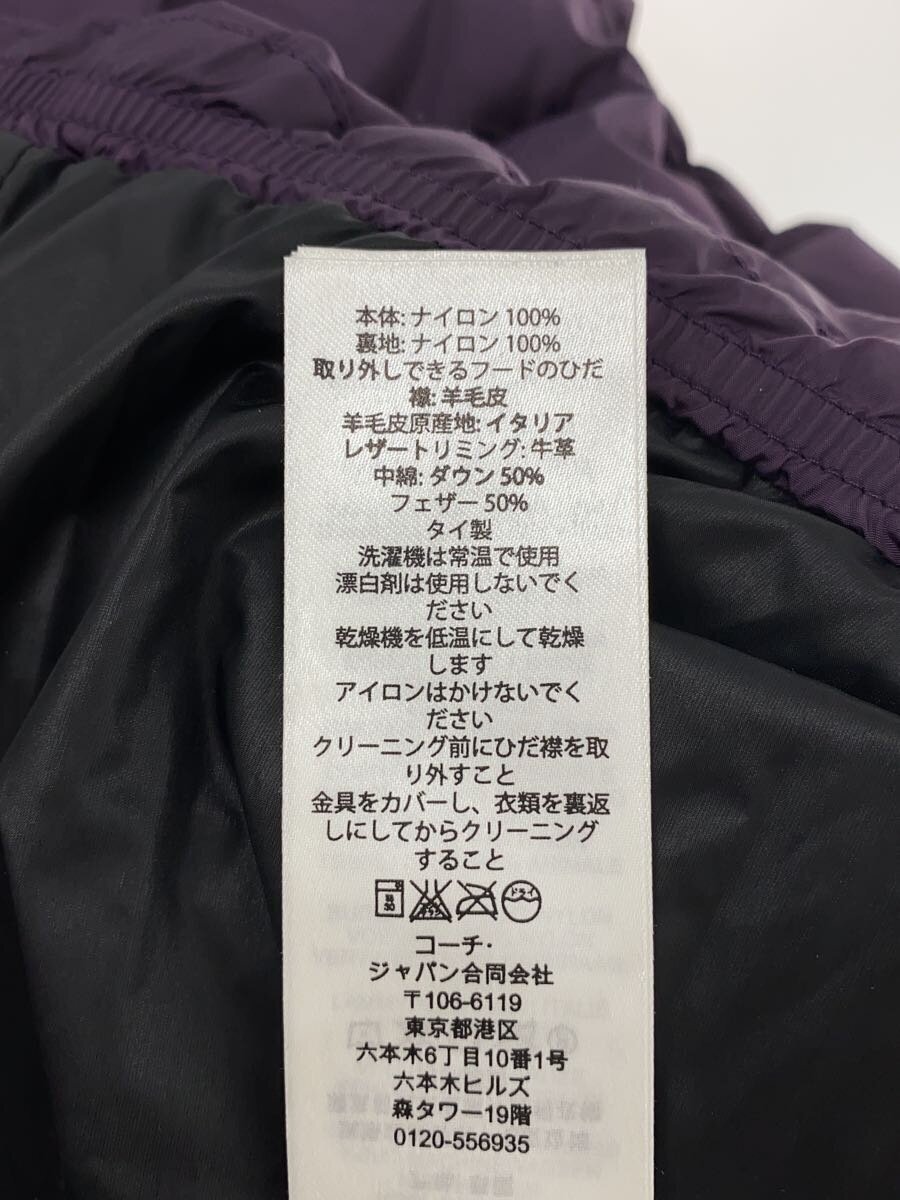 本体: ナイロン 100%
裏地: ナイロン 100%
取り外しできるフードのひだ
襟: 羊毛皮
羊毛皮原産地: イタリア
レザートリミング: 牛革
中綿: ダウン 50%
フェザー 50%
タイ製
洗濯機は常温で使用
漂白剤は使用しないでく
ださい
乾燥機を低温にして乾燥
します
アイロンはかけないでく
ださい
クリーニング前にひだ襟を取
り外すこと
金具をカバーし、衣類を裏返
しにしてからクリーニング
すること
ドライ
コーチ・
ジャパン合同会社
〒106-6119
東京都港区
六本木6丁目10番1号
六本木ヒルズ
森タワー19階
0120-556935